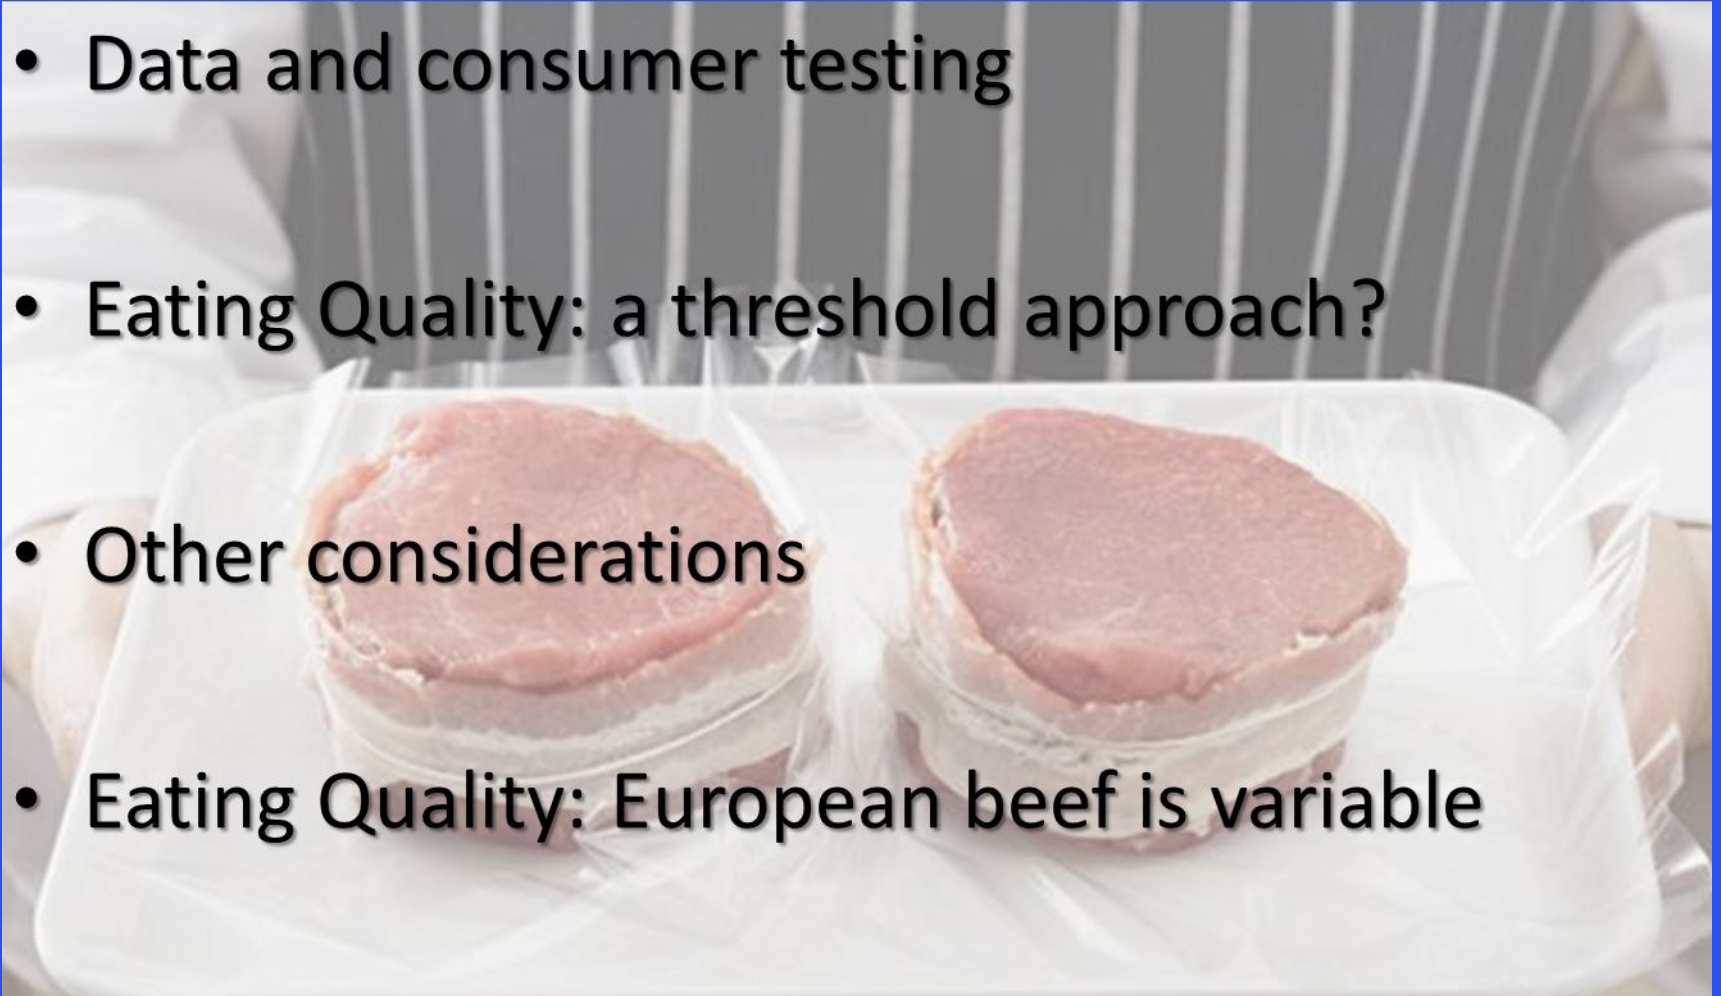 • Data and consumer testing
• Eating Quality: a threshold approach?
• Other considerations
• Eating Quality: European beef is variable